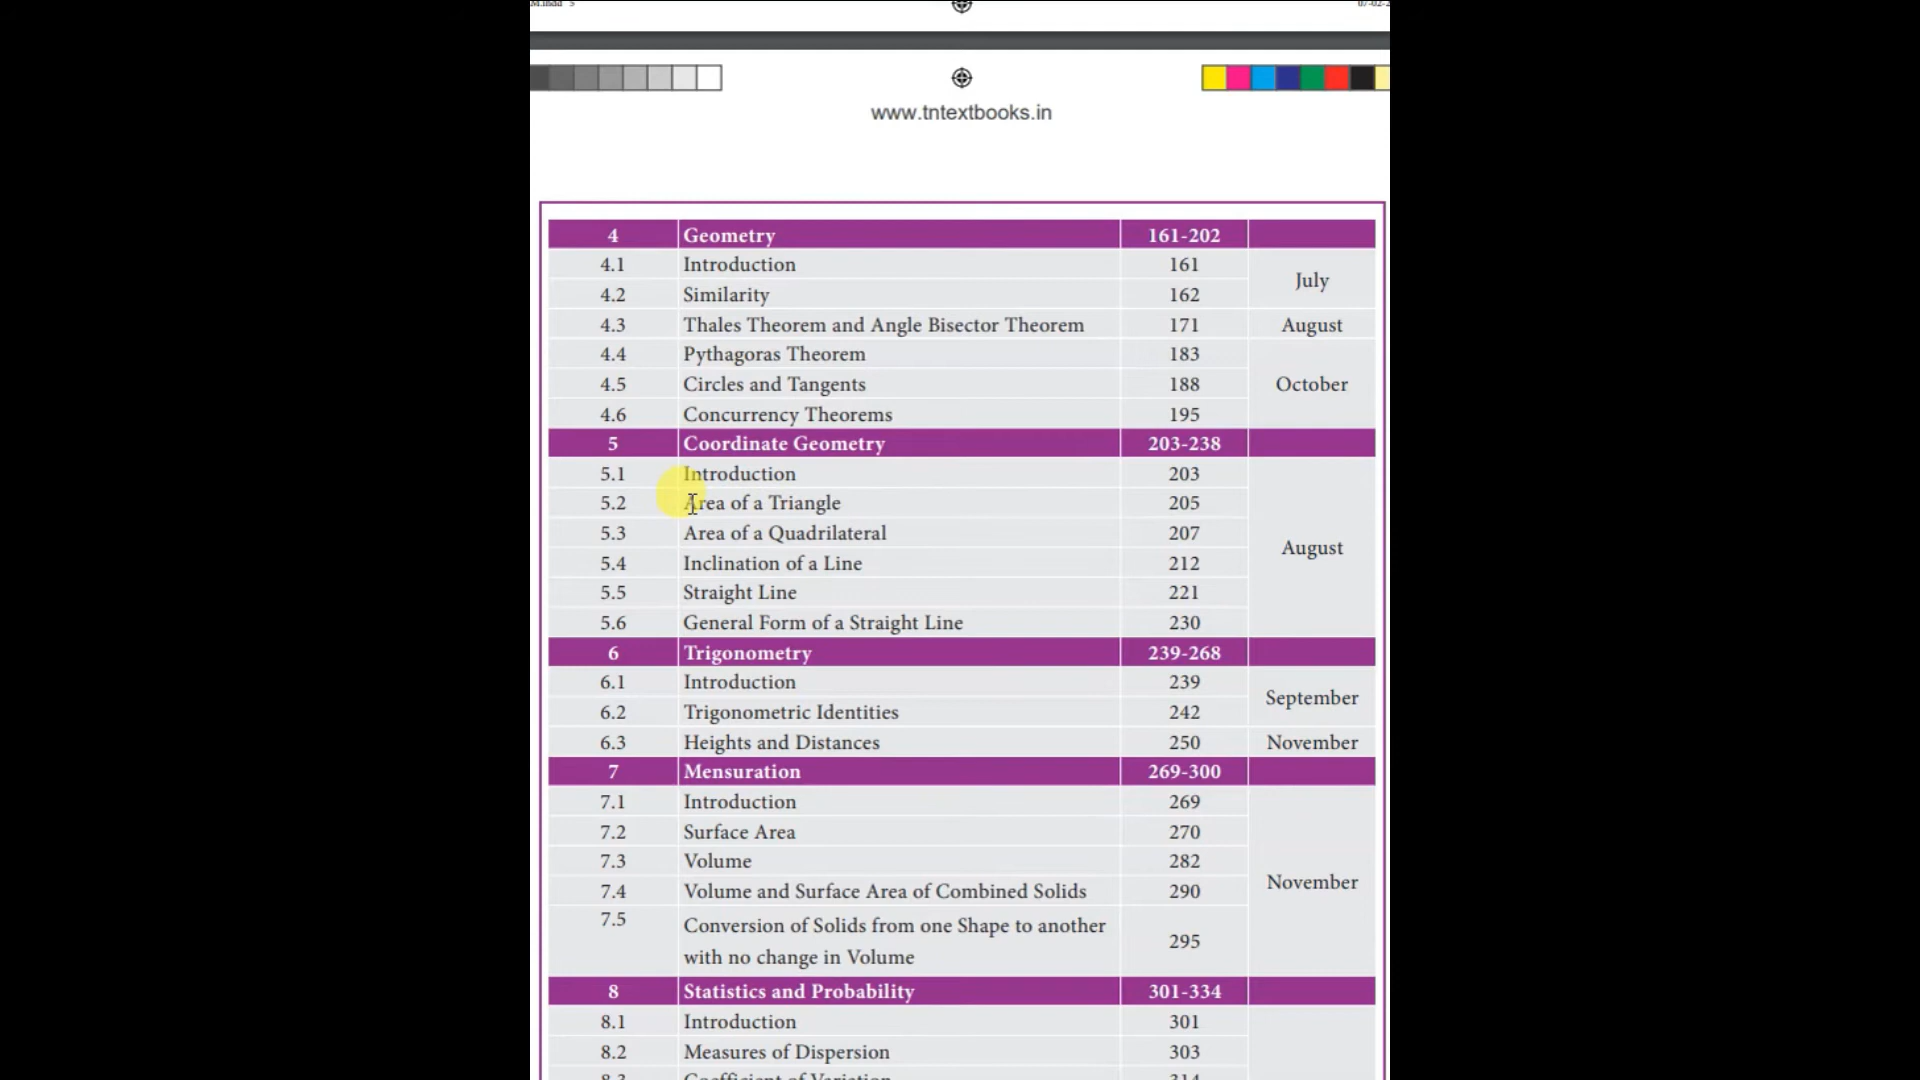 www.tntextbooks.in
4 Geometry 161-202
4.1 Introduction 161 July
4.2 Similarity 162
4.3 Thales Theorem and Angle Bisector Theorem 171 August
4.4 Pythagoras Theorem 183
4.5 Circles and Tangents 188 October
4.6 Concurrency Theorems 195
5 Coordinate Geometry 203-238
5.1 Introduction 203
5.2 Area of a Triangle 205
5.3 Area of a Quadrilateral 207 August
5.4 Inclination of a Line 212
5.5 Straight Line 221
5.6 General Form of a Straight Line 230
6 Trigonometry 239-268
6.1 Introduction 239 September
6.2 Trigonometric Identities 242
6.3 Heights and Distances 250 November
7 Mensuration 269-300
7.1 Introduction 269
7.2 Surface Area 270
7.3 Volume 282 November
7.4 Volume and Surface Area of Combined Solids 290
7.5 Conversion of Solids from one Shape to another 295
with no change in Volume
8 Statistics and Probability 301-334
8.1 Introduction 301
8.2 Measures of Dispersion 303
8.3 Coefficient of Variation 314